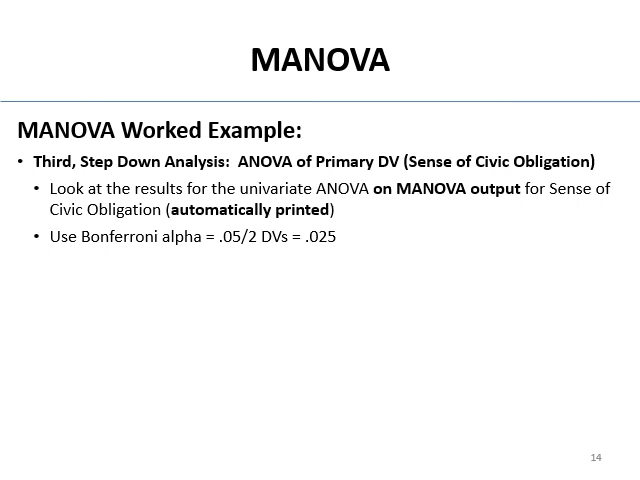 MANOVA
MANOVA Worked Example:
• Third, Step Down Analysis:  ANOVA of Primary DV (Sense of Civic Obligation)
• Look at the results for the univariate ANOVA on MANOVA output for Sense of
Civic Obligation (automatically printed)
• Use Bonferroni alpha = .05/2 DVs = .025
14